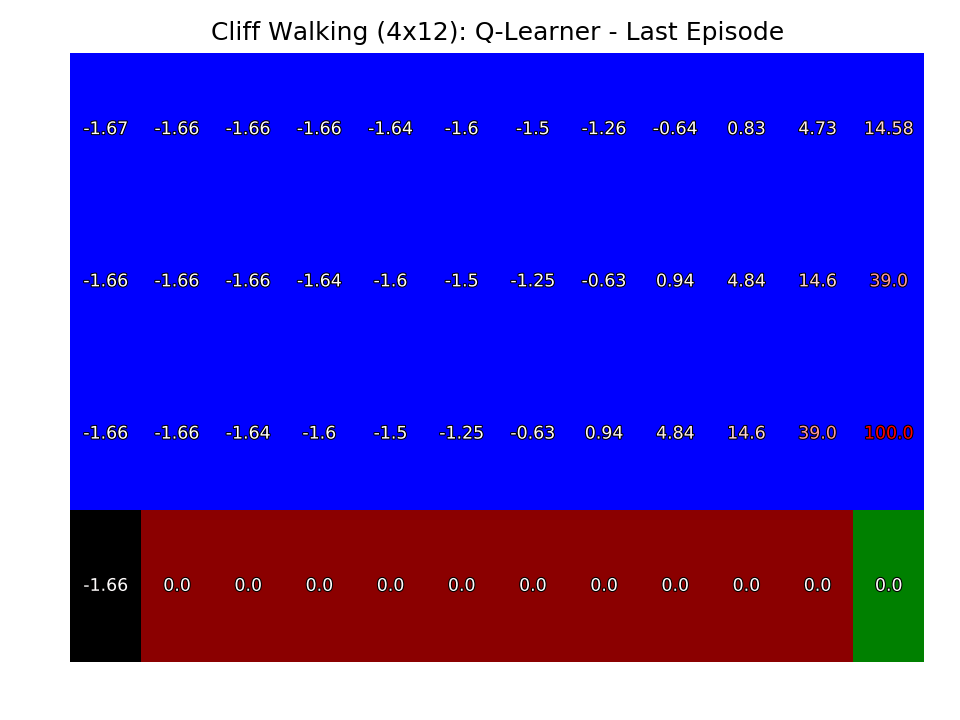 Cliff Walking (4x12): Q-Learner - Last Episode
-1.67 -1.66 -1.66 -1.66 -1.64 -1.6 -1.5 -1.26 -0.64 0.83 4.73 14.58
-1.66 -1.66 -1.66 -1.64 -1.6 -1.5 -1.25 -0.63 0.94 4.84 14.6 39.0
-1.66 -1.66 -1.64 -1.6 -1.5 -1.25 -0.63 0.94 4.84 14.6 39.0 100.0
-1.66 0.0 0.0 0.0 0.0 0.0 0.0 0.0 0.0 0.0 0.0 0.0